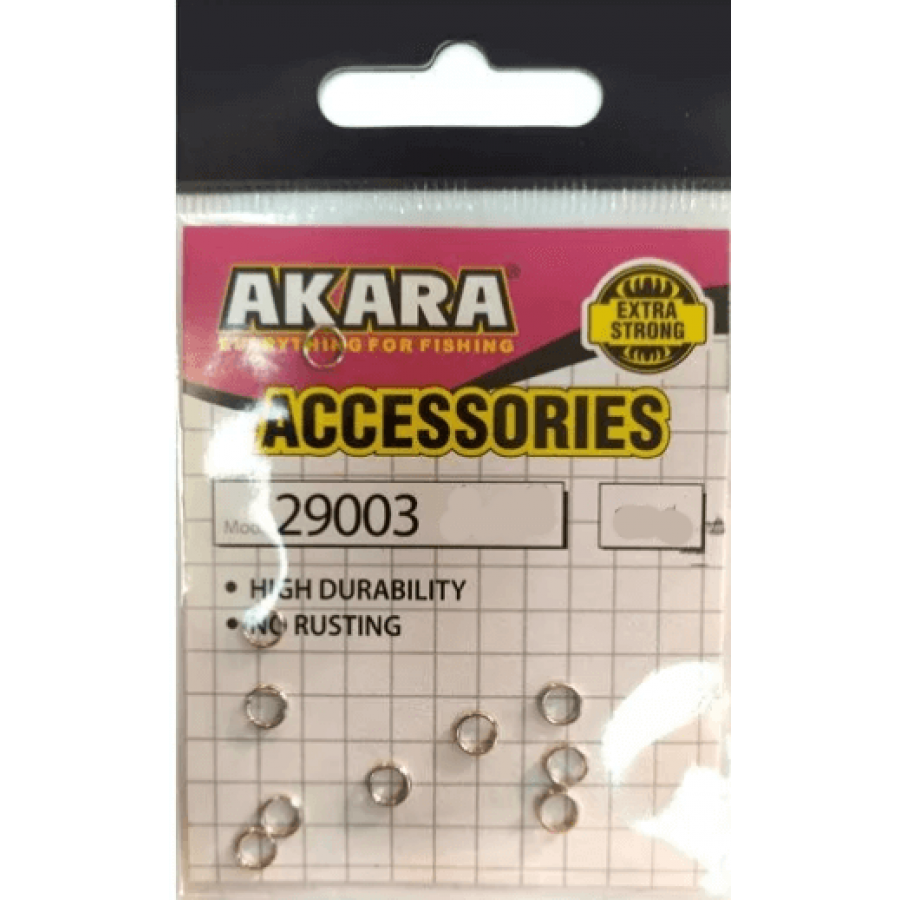 AKARA®
EVERYTHING FOR FISHING
EXTRA
STRONG
ACCESSORIES
29003
• HIGH DURABILITY
• NO RUSTING